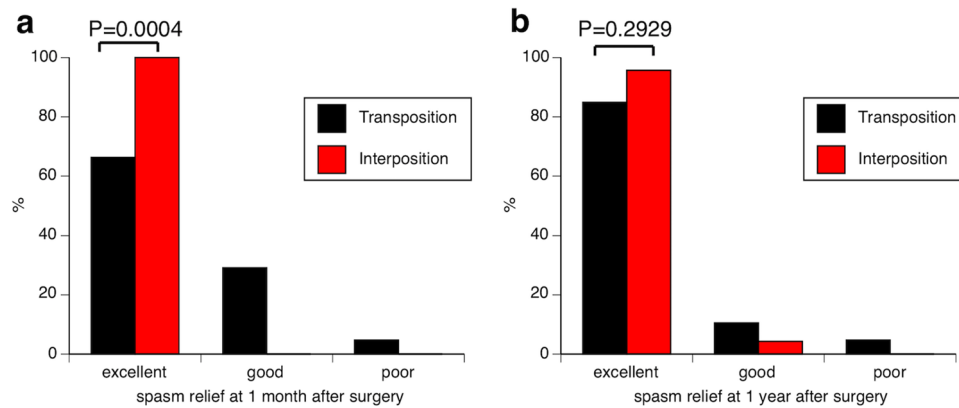 a
P=0.0004
100
80
60
40
20
0
%
Transposition
Interposition
excellent good poor
spasm relief at 1 month after surgery
b
P=0.2929
100
80
60
40
20
0
%
Transposition
Interposition
excellent good poor
spasm relief at 1 year after surgery